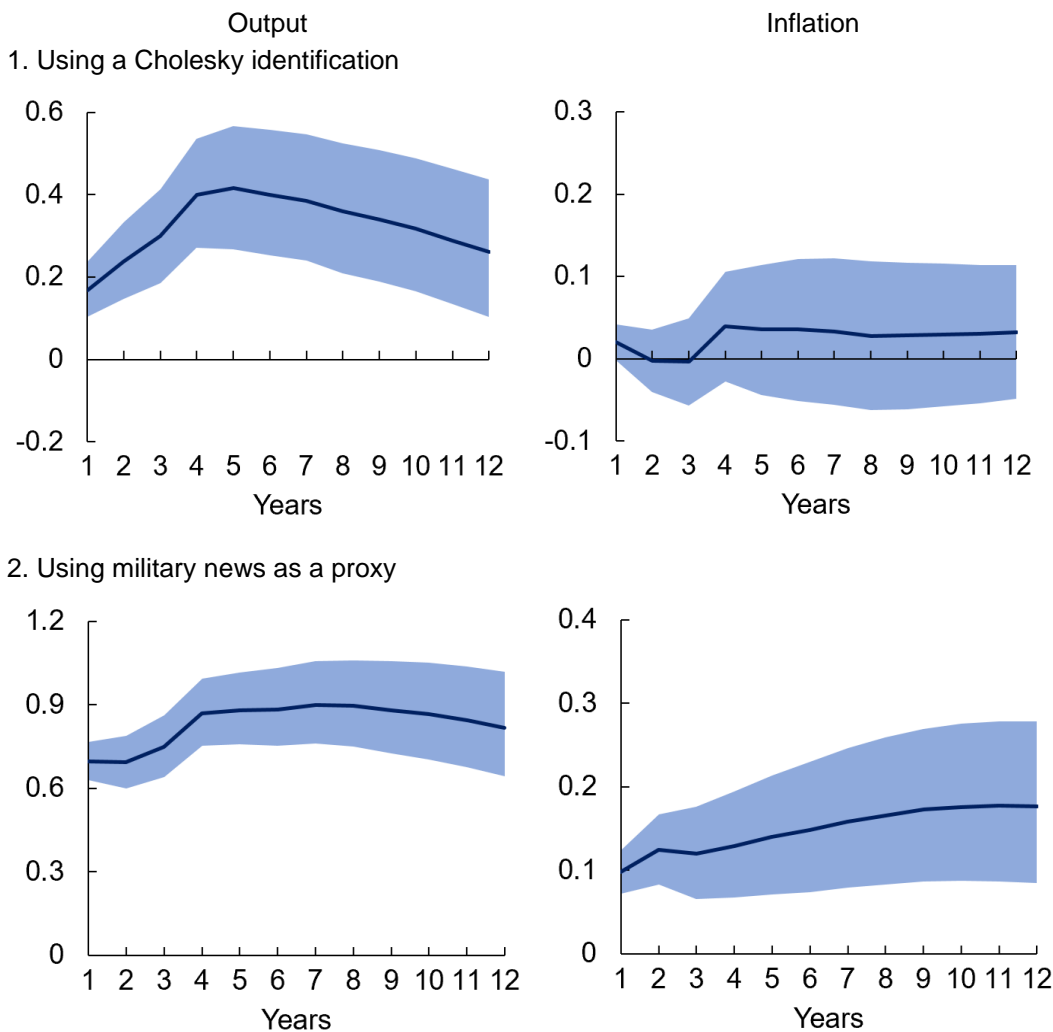 Output
Inflation
1. Using a Cholesky identification
0.6
0.4
0.2
0
-0.2
1 2 3 4 5 6 7 8 9 10 11 12
Years
0.3
0.2
0.1
0
-0.1
1 2 3 4 5 6 7 8 9 10 11 12
Years
2. Using military news as a proxy
1.2
0.9
0.6
0.3
0
1 2 3 4 5 6 7 8 9 10 11 12
Years
0.4
0.3
0.2
0.1
0
1 2 3 4 5 6 7 8 9 10 11 12
Years